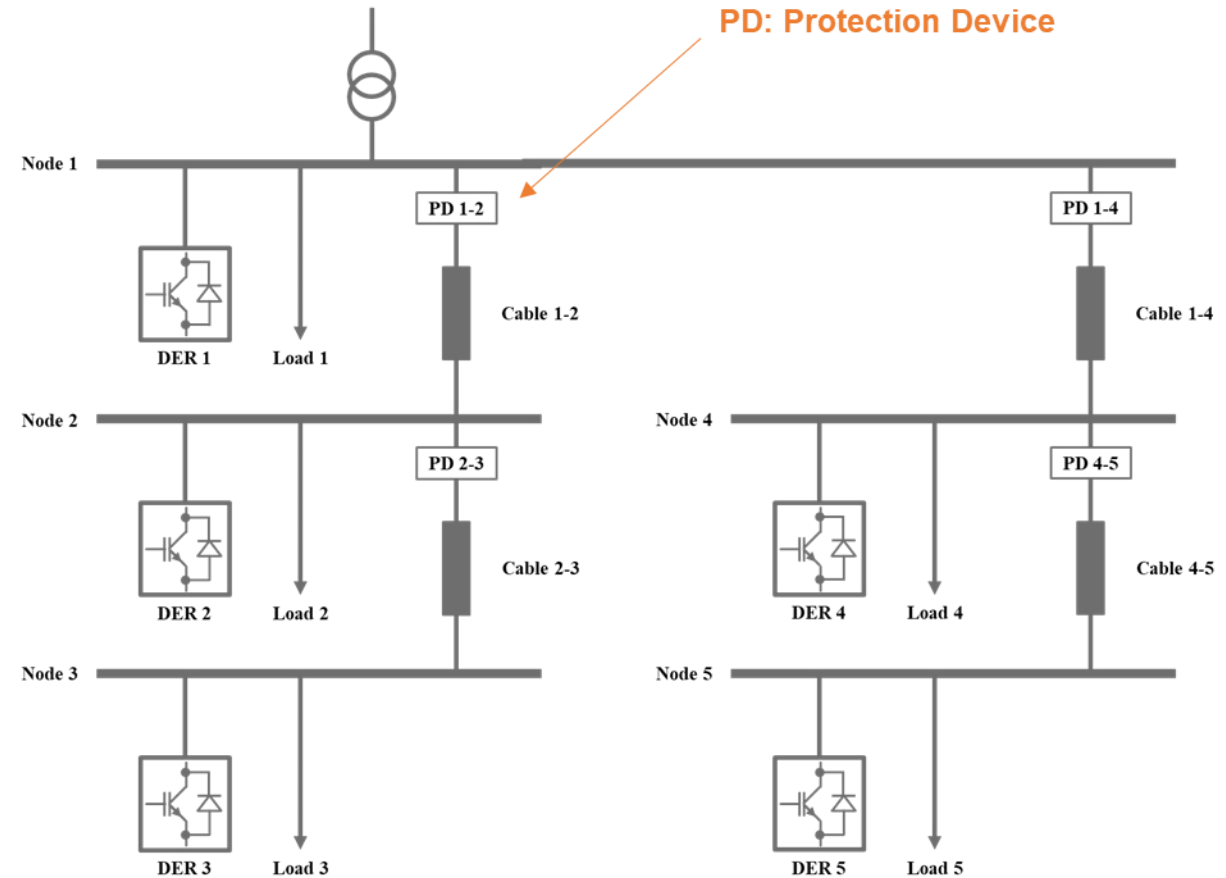 PD: Protection Device
Node 1
PD 1-2
PD 1-4
Cable 1-2
Cable 1-4
DER 1
Load 1
Node 2
Node 4
PD 2-3
PD 4-5
Cable 2-3
Cable 4-5
DER 2
Load 2
DER 4
Load 4
Node 3
Node 5
DER 3
Load 3
DER 5
Load 5